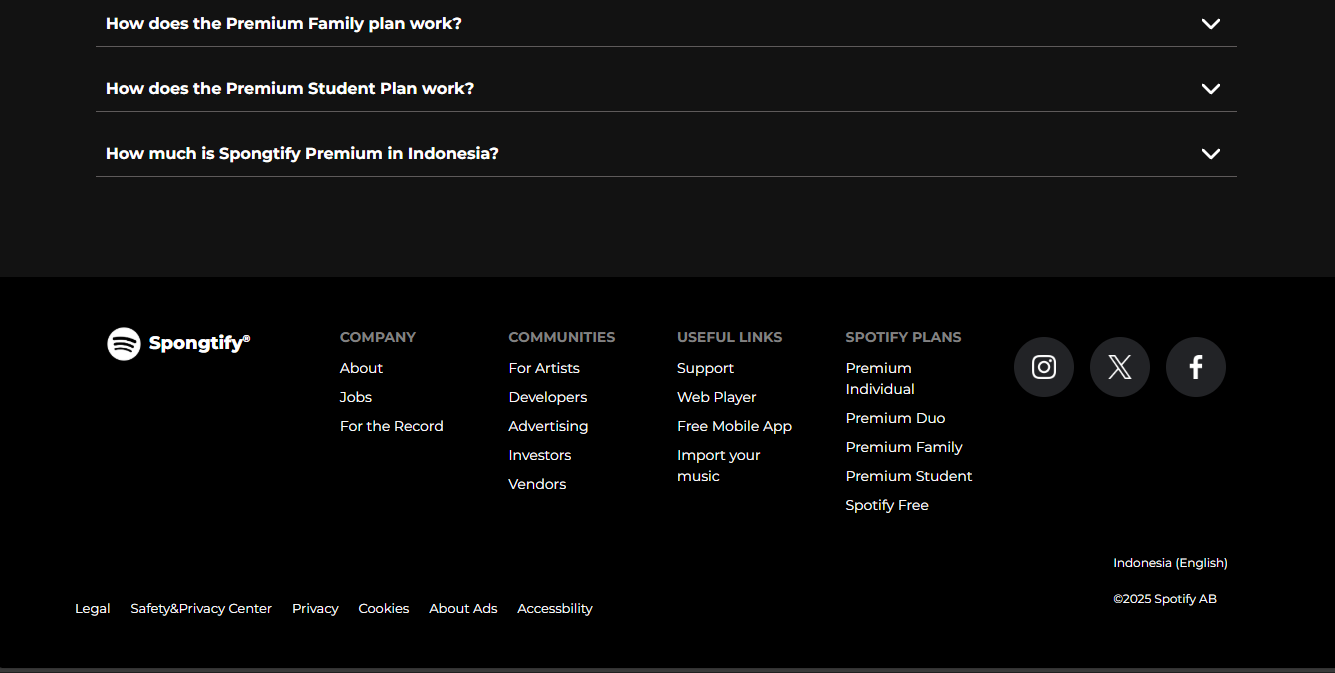 How does the Premium Family plan work?
How does the Premium Student Plan work?
How much is Spongtify Premium in Indonesia?
Spongtify®
COMPANY
About
Jobs
For the Record
COMMUNITIES
For Artists
Developers
Advertising
Investors
Vendors
USEFUL LINKS
Support
Web Player
Free Mobile App
Import your
music
SPOTIFY PLANS
Premium
Individual
Premium Duo
Premium Family
Premium Student
Spotify Free
Indonesia (English)
©2025 Spotify AB
Legal Safety&Privacy Center Privacy Cookies About Ads Accessbility